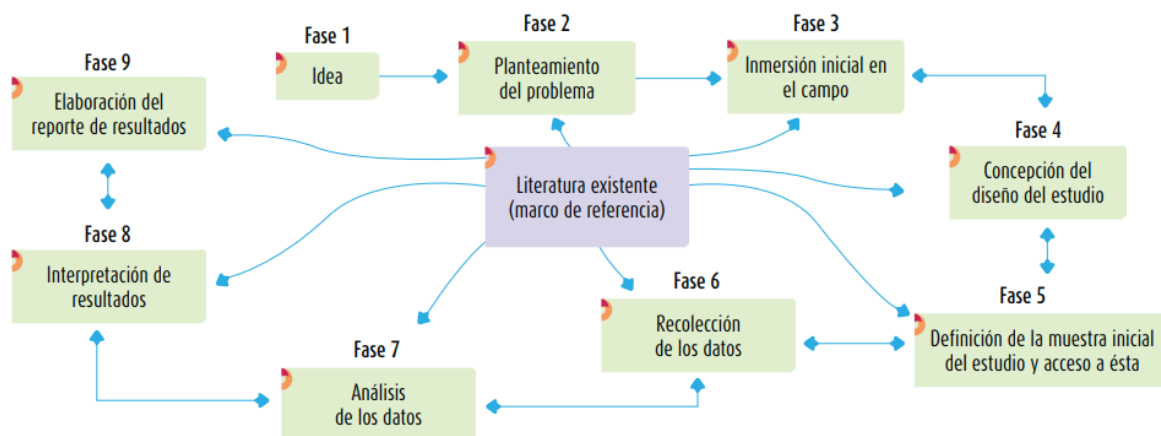 Fase 1
Idea
Fase 2
Planteamiento
del problema
Fase 3
Inmersión inicial en
el campo
Fase 4
Concepción del
diseño del estudio
Fase 5
Definición de la muestra inicial
del estudio y acceso a ésta
Fase 6
Recolección
de los datos
Fase 7
Análisis
de los datos
Fase 8
Interpretación de
resultados
Fase 9
Elaboración del
reporte de resultados
Literatura existente
(marco de referencia)